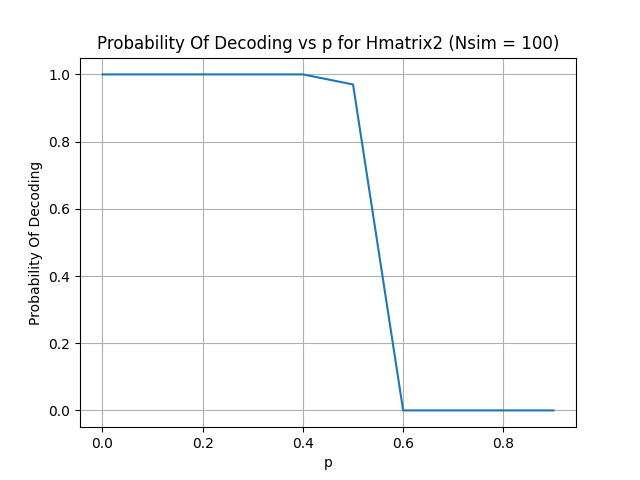 Probability Of Decoding vs p for Hmatrix2 (Nsim = 100)
Probability Of Decoding
1.0
0.8
0.6
0.4
0.2
0.0
0.0 0.2 0.4 0.6 0.8
p